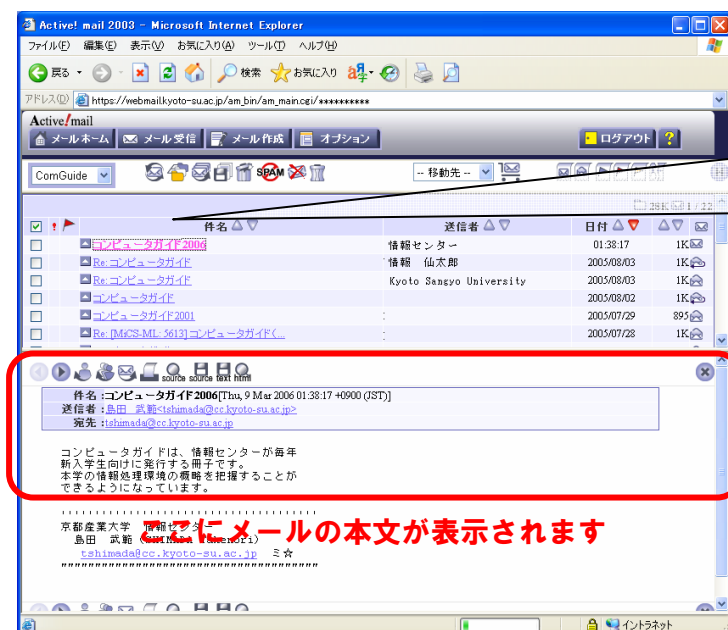 Active! mail 2003 - Microsoft Internet Explorer
ファイル(F) 編集(E) 表示(V) お気に入り(A) ツール(T) ヘルプ(H)
戻る 検索 お気に入り
アドレス(D) https://webmail.kyoto-su.ac.jp/am_bin/am_main.cgi/**********
Active!mail
メールホーム メール受信 メール作成 オプション ログアウト ?
ComGuide SPAM -- 移動先 --
28K 1 / 22
! 件名 送信者 日付
コンピュータガイド2006 情報センター 01:38:17 1K
Re: コンピュータガイド 情報 仙太郎 2005/08/03 1K
Re: コンピュータガイド Kyoto Sangyo University 2005/08/03 1K
コンピュータガイド 2005/08/02 1K
コンピュータガイド2001 : 2005/07/29 895
Re: [MiCS-ML: 5613] コンピュータガイド(... : 2005/07/28 1K
source source text html
件名 :コンピュータガイド2006[Thu, 9 Mar 2006 01:38:17 +0900 (JST)]
送信者 :島田 武範<tshimada@cc.kyoto-su.ac.jp>
宛先 :tshimada@cc.kyoto-su.ac.jp
コンピュータガイドは、情報センターが毎年
新入学生向けに発行する冊子です。
本学の情報処理環境の概略を把握することが
できるようになっています。
京都産業大学 情報センター
ここにメールの本文が表示されます
島田 武範 (SHIMADA Takenori)
tshimada@cc.kyoto-su.ac.jp ミ☆
イントラネット